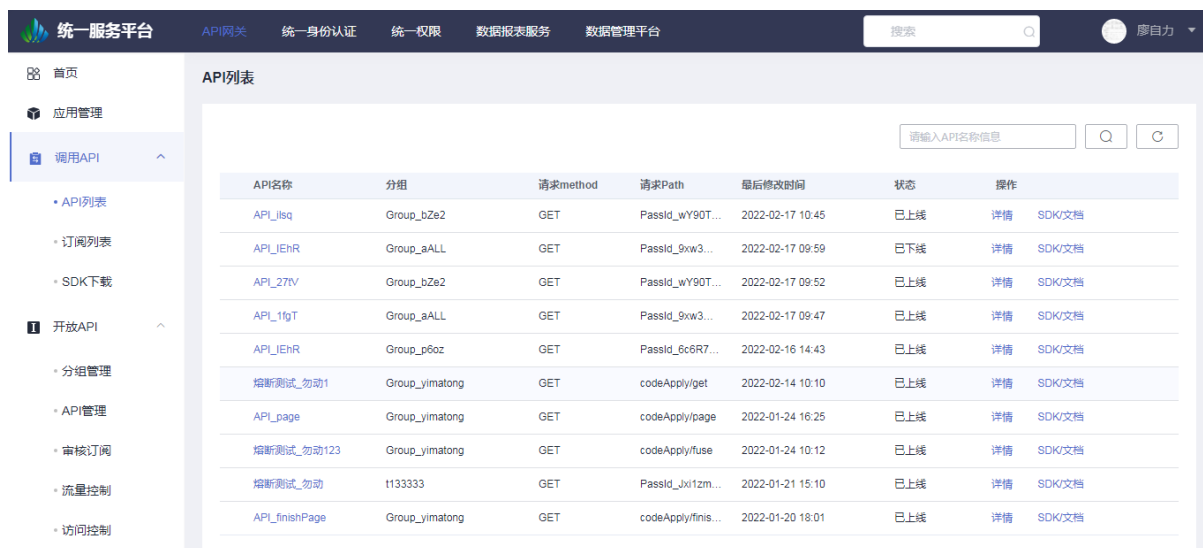 统一服务平台 API网关 统一身份认证 统一权限 数据报表服务 数据管理平台 搜索 廖自力
首页
应用管理
调用API
API列表
订阅列表
SDK下载
开放API
分组管理
API管理
审核订阅
流量控制
访问控制
API列表
请输入API名称信息
API名称 分组 请求method 请求Path 最后修改时间 状态 操作
API_ilsq Group_bZe2 GET PassId_wY90T... 2022-02-17 10:45 已上线 详情 SDK/文档
API_IEhR Group_aALL GET PassId_9xw3... 2022-02-17 09:59 已下线 详情 SDK/文档
API_27tV Group_bZe2 GET PassId_wY90T... 2022-02-17 09:52 已上线 详情 SDK/文档
API_1fgT Group_aALL GET PassId_9xw3... 2022-02-17 09:47 已上线 详情 SDK/文档
API_IEhR Group_p6oz GET PassId_6c6R7... 2022-02-16 14:43 已上线 详情 SDK/文档
熔断测试_勿动1 Group_yimatong GET codeApply/get 2022-02-14 10:10 已上线 详情 SDK/文档
API_page Group_yimatong GET codeApply/page 2022-01-24 16:25 已上线 详情 SDK/文档
熔断测试_勿动123 Group_yimatong GET codeApply/fuse 2022-01-24 10:12 已上线 详情 SDK/文档
熔断测试_勿动 t133333 GET PassId_Jxi1zm... 2022-01-21 15:10 已上线 详情 SDK/文档
API_finishPage Group_yimatong GET codeApply/finis... 2022-01-20 18:01 已上线 详情 SDK/文档